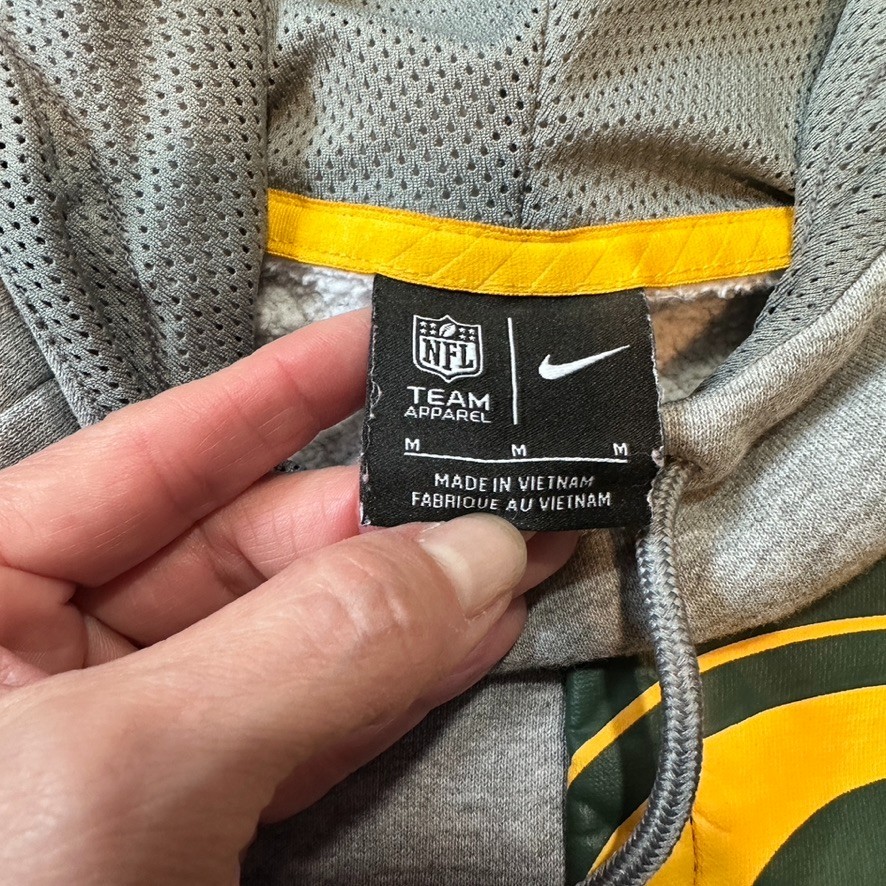 NFL
TEAM
APPAREL
M M M
MADE IN VIETNAM
FABRIQUE AU VIETNAM